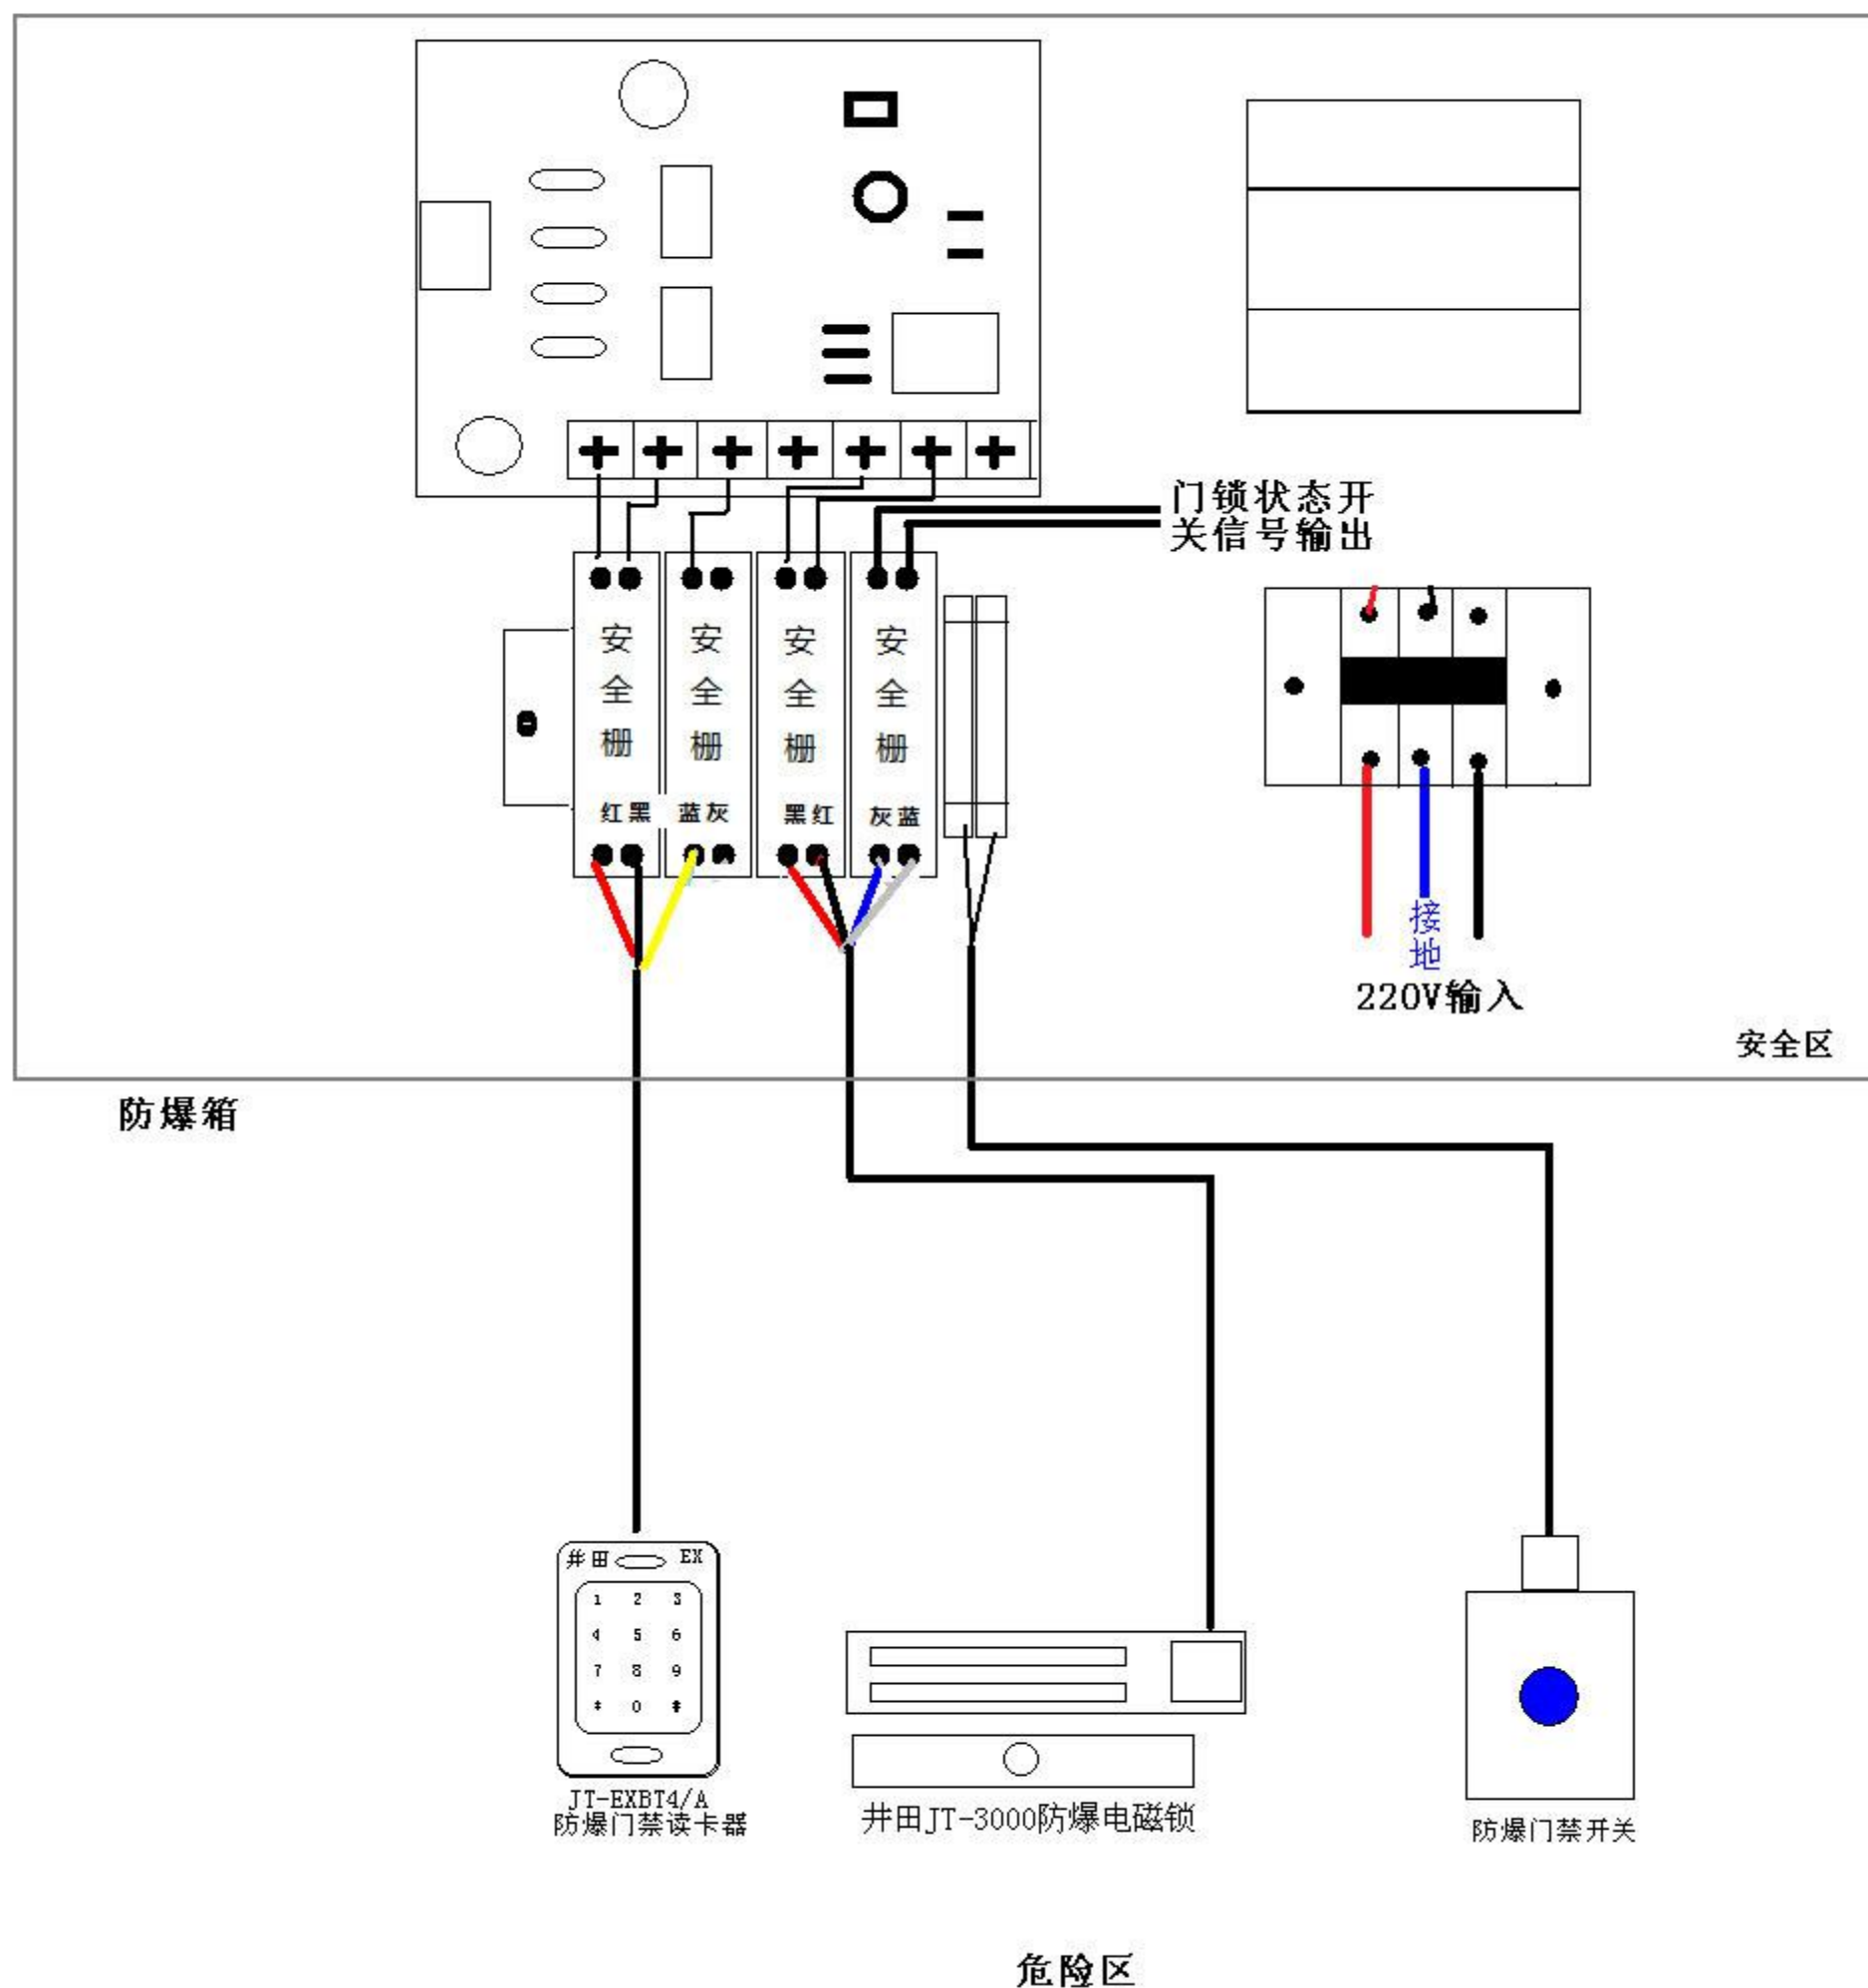 门锁状态开
关信号输出
安全栅
安全栅
安全栅
安全栅
红黑
蓝灰
黑红
灰蓝
接地
220V输入
安全区
防爆箱
井田 EX
1 2 3
4 5 6
7 8 9
* 0 #
JT-EXBT4/A
防爆门禁读卡器
井田JT-3000防爆电磁锁
防爆门禁开关
危险区